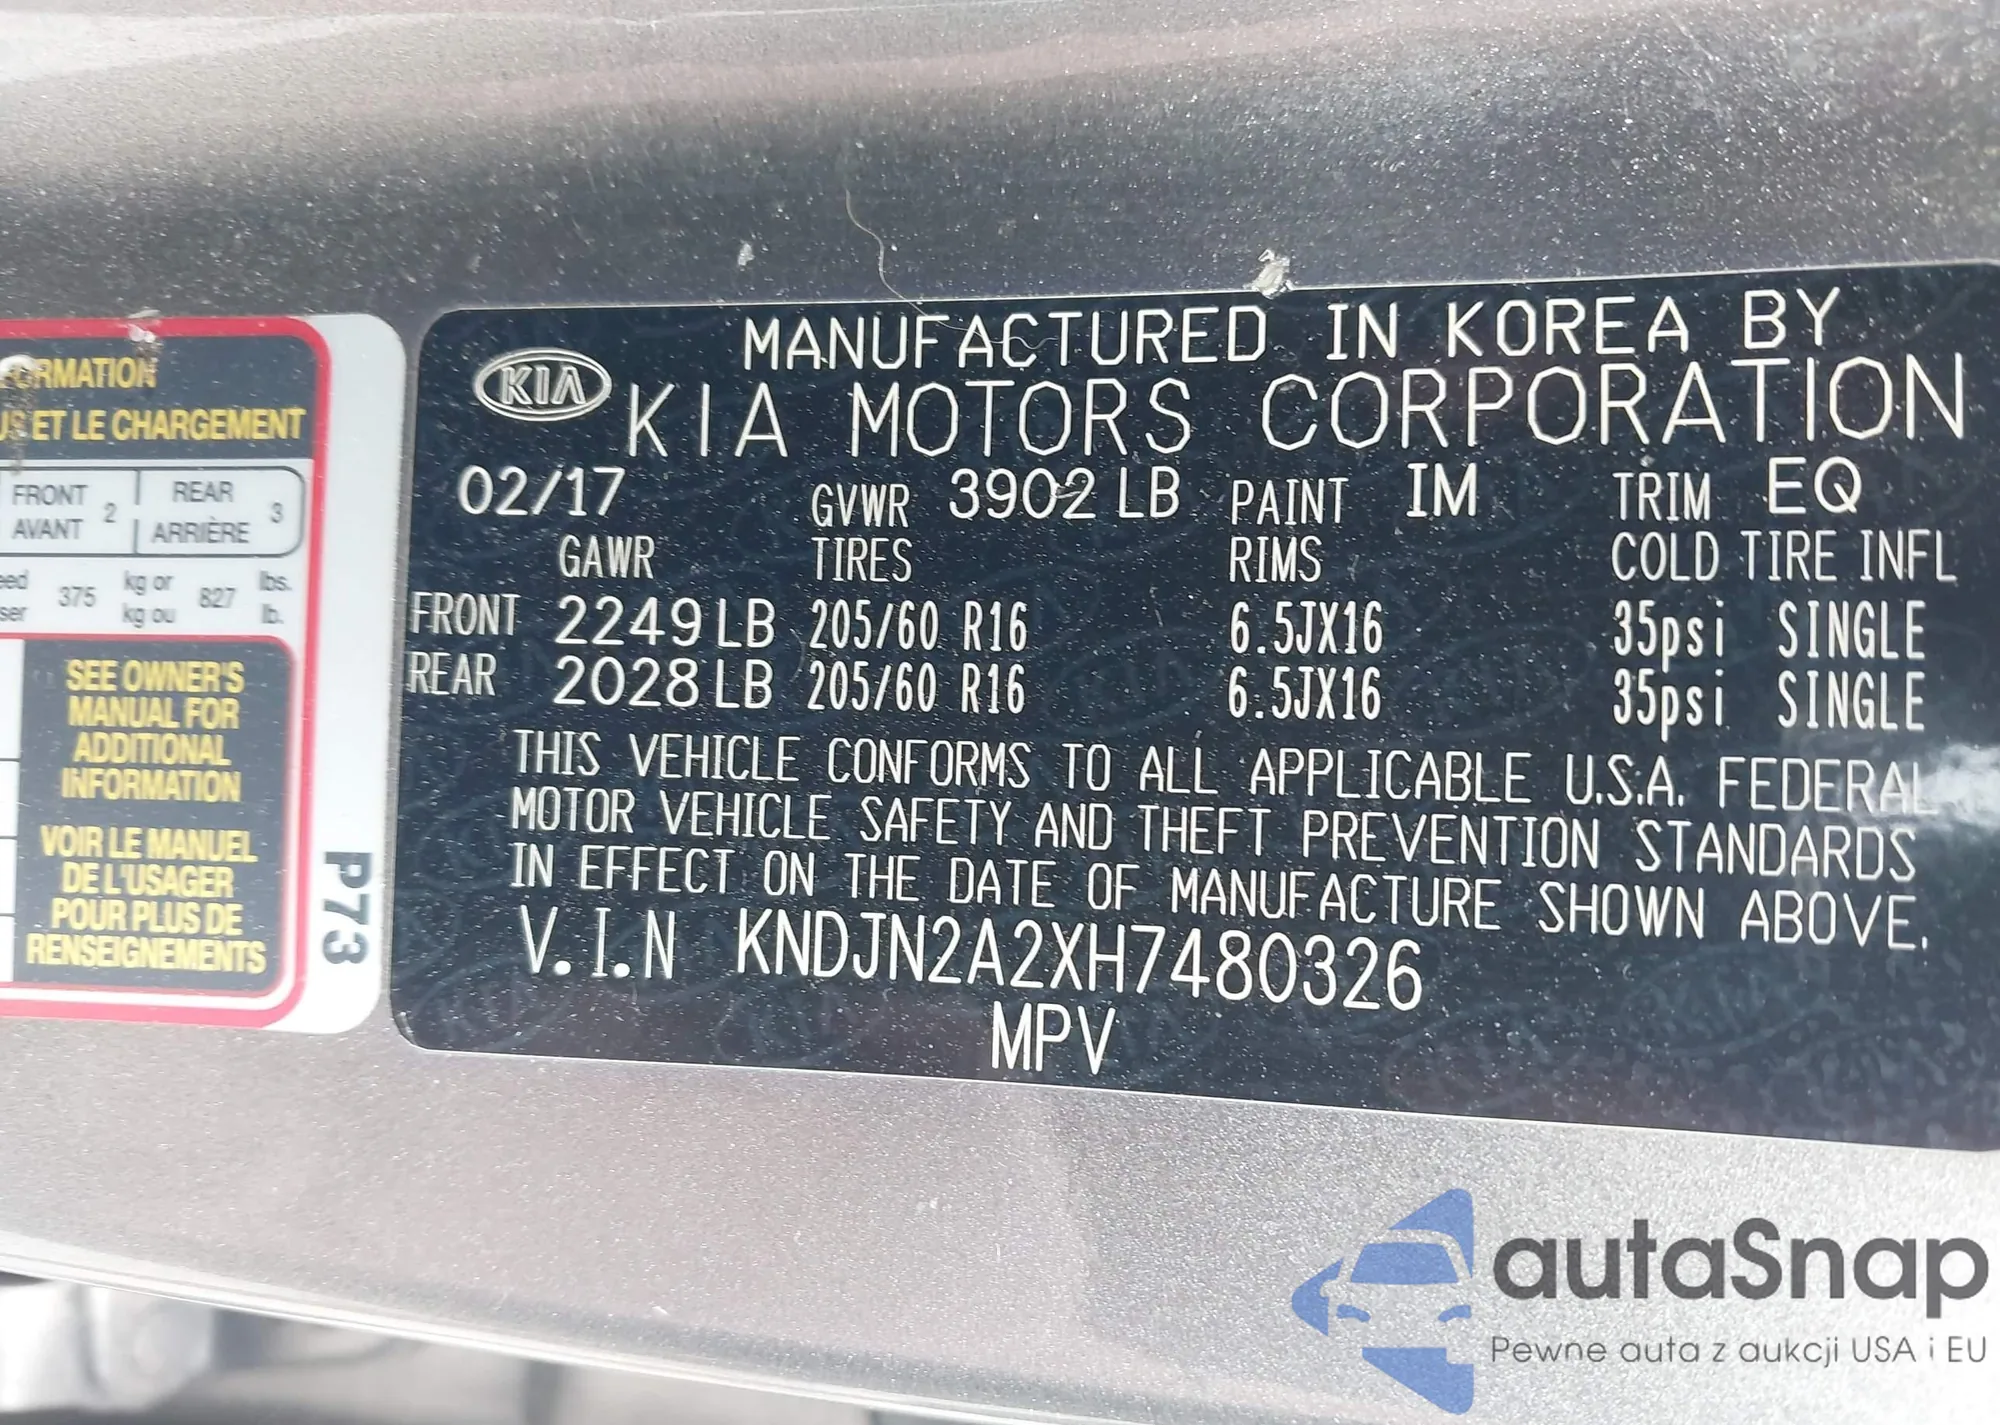 MANUFACTURED IN KOREA BY
KIA KIA MOTORS CORPORATION
02/17 GVWR 3902 LB PAINT IM TRIM EQ
GAWR TIRES RIMS COLD TIRE INFL
FRONT 2249 LB 205/60 R16 6.5JX16 35psi SINGLE
REAR 2028 LB 205/60 R16 6.5JX16 35psi SINGLE
THIS VEHICLE CONFORMS TO ALL APPLICABLE U.S.A. FEDERAL
MOTOR VEHICLE SAFETY AND THEFT PREVENTION STANDARDS
IN EFFECT ON THE DATE OF MANUFACTURE SHOWN ABOVE.
V.I.N KNDJN2A2XH7480326
MPV
ET LE CHARGEMENT
FRONT 2 REAR 3
AVANT ARRIÈRE
375 kg or 827 lbs.
kg ou lb.
SEE OWNER'S
MANUAL FOR
ADDITIONAL
INFORMATION
VOIR LE MANUEL
DE L'USAGER
POUR PLUS DE
RENSEIGNEMENTS
P73
autaSnap
Pewne auta z aukcji USA i EU